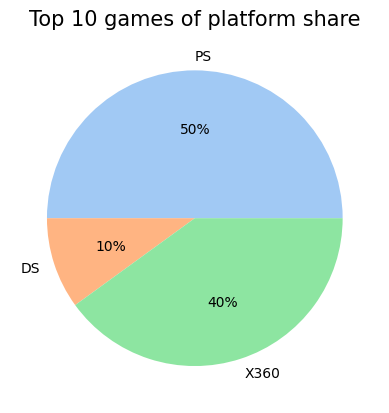 Top 10 games of platform share
PS
50%
10%
DS
40%
X360